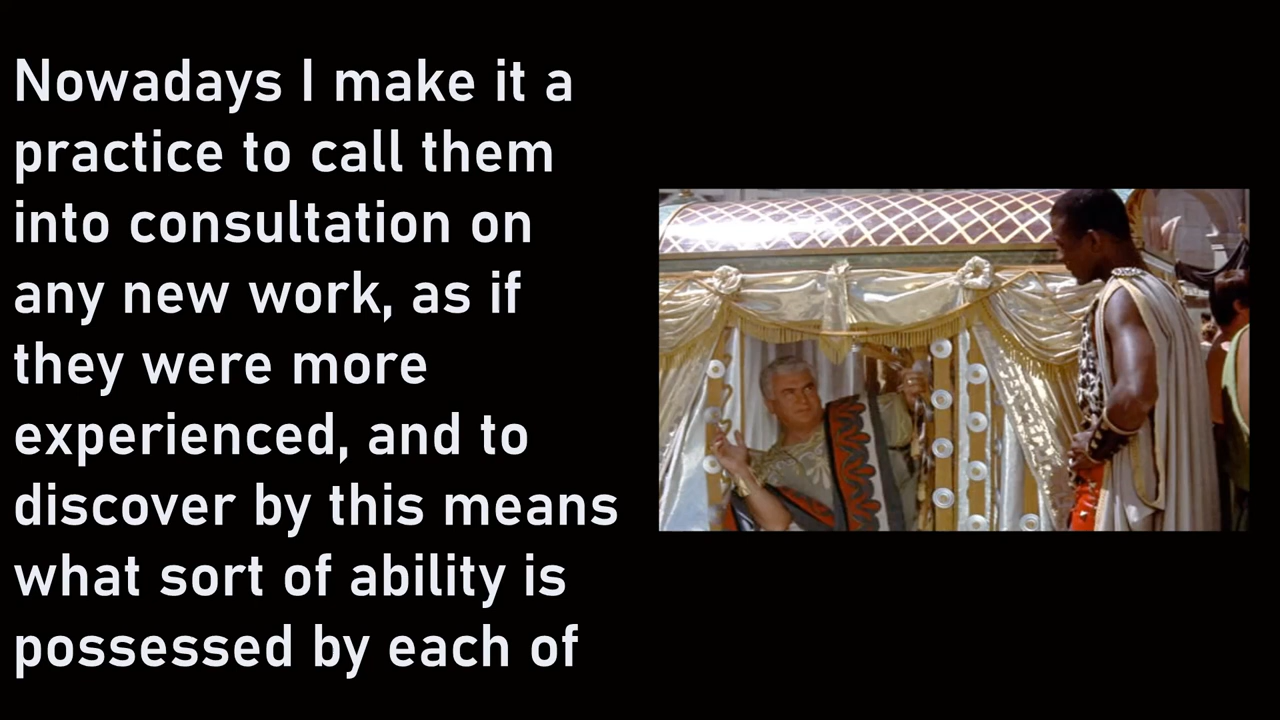 Nowadays I make it a
practice to call them
into consultation on
any new work, as if
they were more
experienced, and to
discover by this means
what sort of ability is
possessed by each of